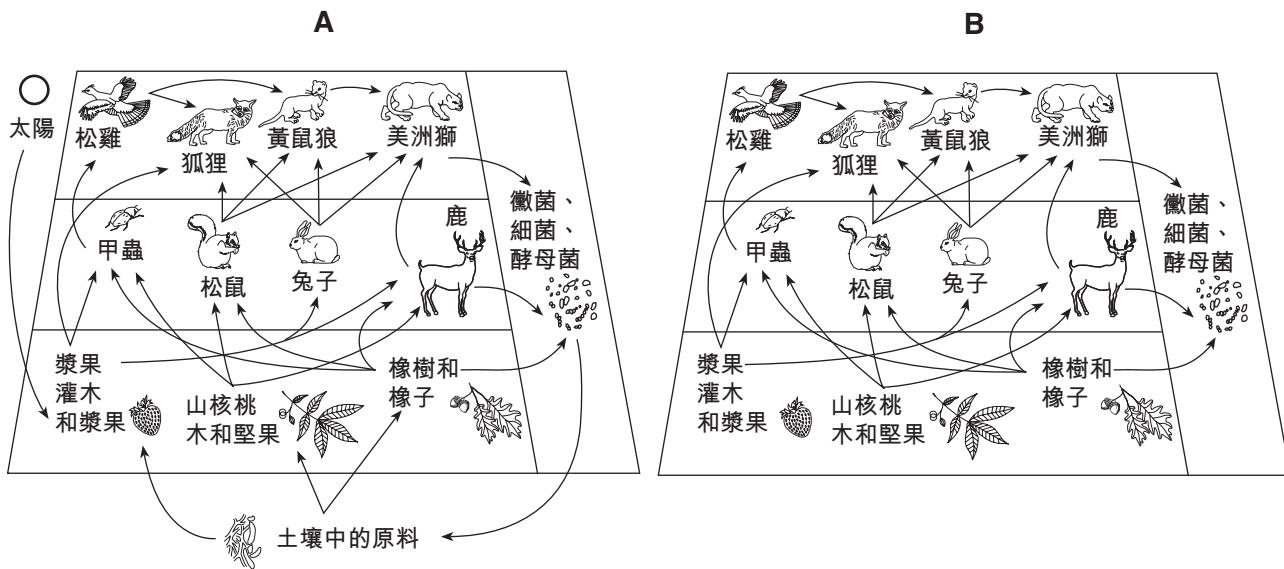 A
太陽
松雞
狐狸
黃鼠狼
美洲獅
甲蟲
松鼠
兔子
鹿
黴菌、
細菌、
酵母菌
漿果
灌木
和漿果
山核桃
木和堅果
橡樹和
橡子
土壤中的原料
B
松雞
狐狸
黃鼠狼
美洲獅
甲蟲
松鼠
兔子
鹿
黴菌、
細菌、
酵母菌
漿果
灌木
和漿果
山核桃
木和堅果
橡樹和
橡子